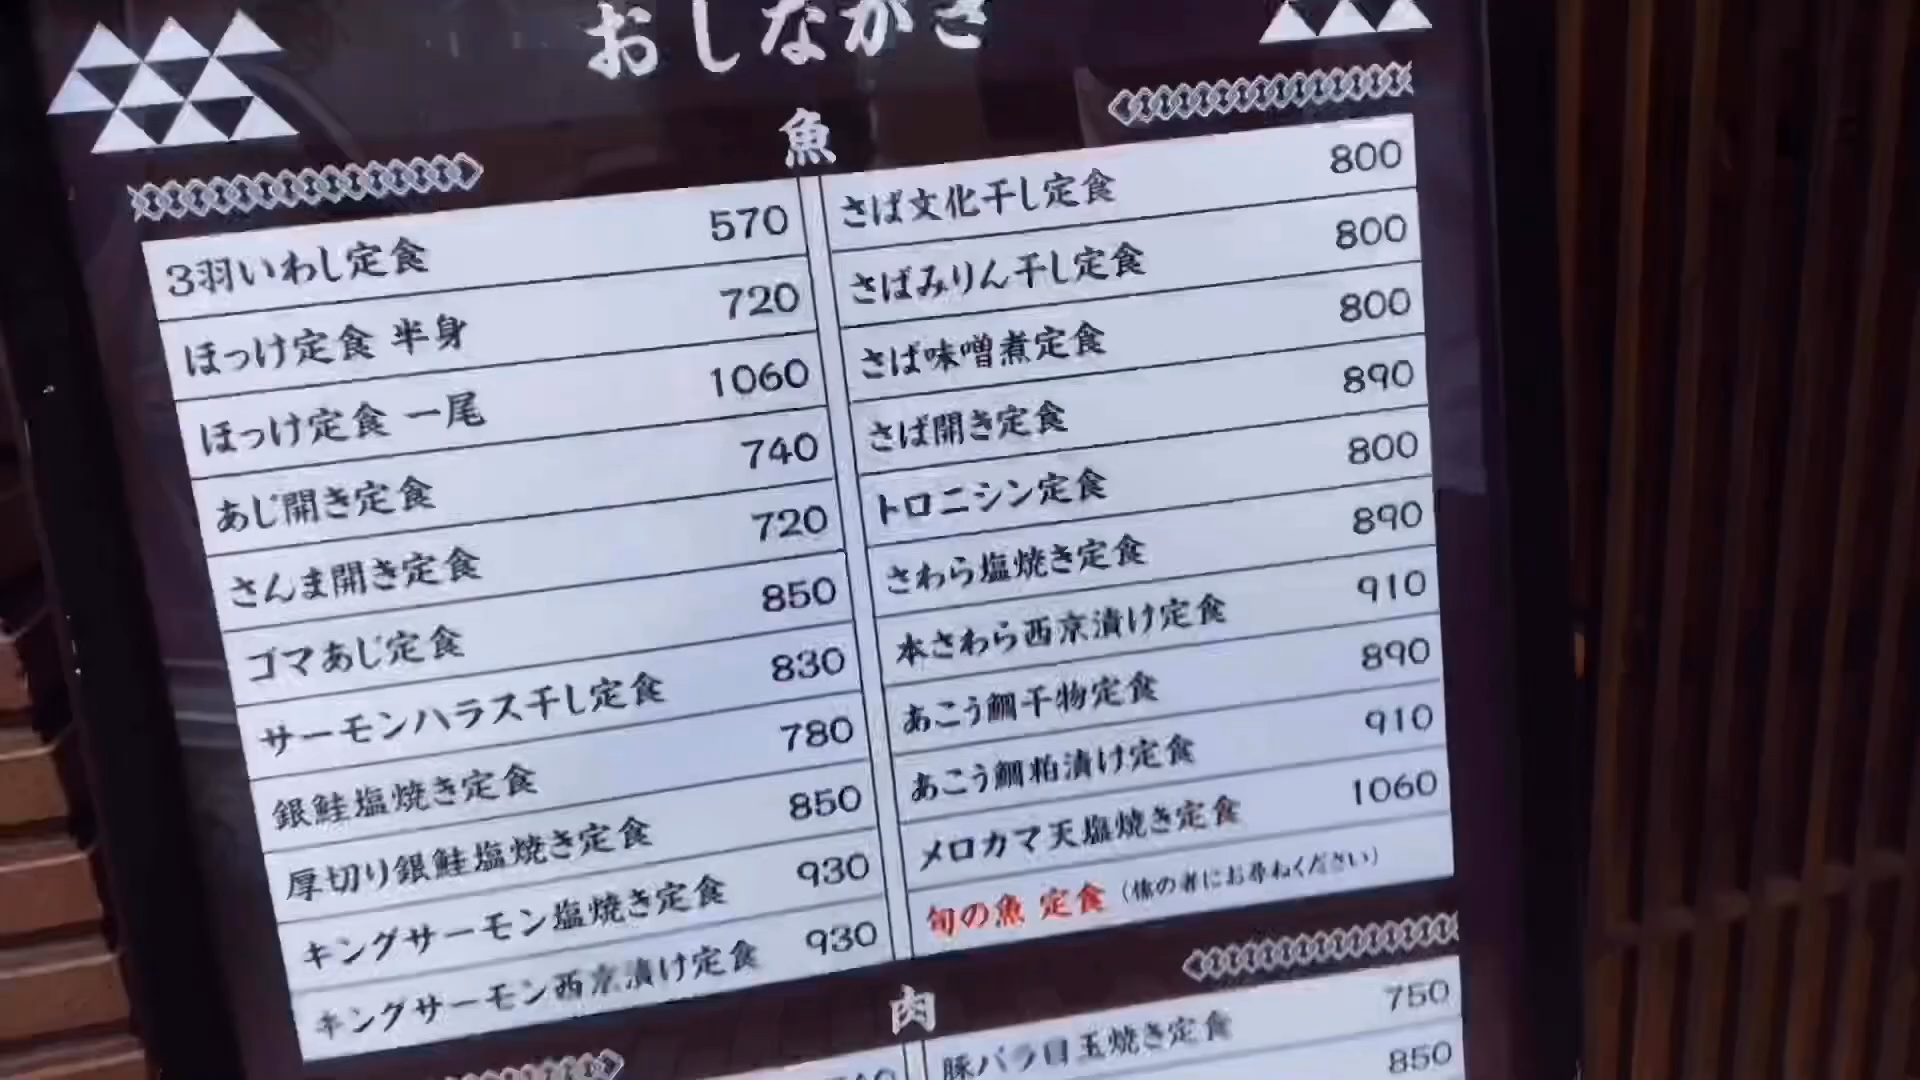 おしながき
魚
3羽いわし定食 570
ほっけ定食 半身 720
ほっけ定食 一尾 1060
あじ開き定食 740
さんま開き定食 720
ゴマあじ定食 850
サーモンハラス干し定食 830
銀鮭塩焼き定食 780
厚切り銀鮭塩焼き定食 850
キングサーモン塩焼き定食 930
キングサーモン西京漬け定食 930
さば文化干し定食 800
さばみりん干し定食 800
さば味噌煮定食 800
さば開き定食 890
トロニシン定食 800
さわら塩焼き定食 890
本さわら西京漬け定食 910
あこう鯛干物定食 890
あこう鯛粕漬け定食 910
メロカマ天塩焼き定食 1060
旬の魚 定食 (係の者にお尋ねください)
肉
豚バラ目玉焼き定食 750
850